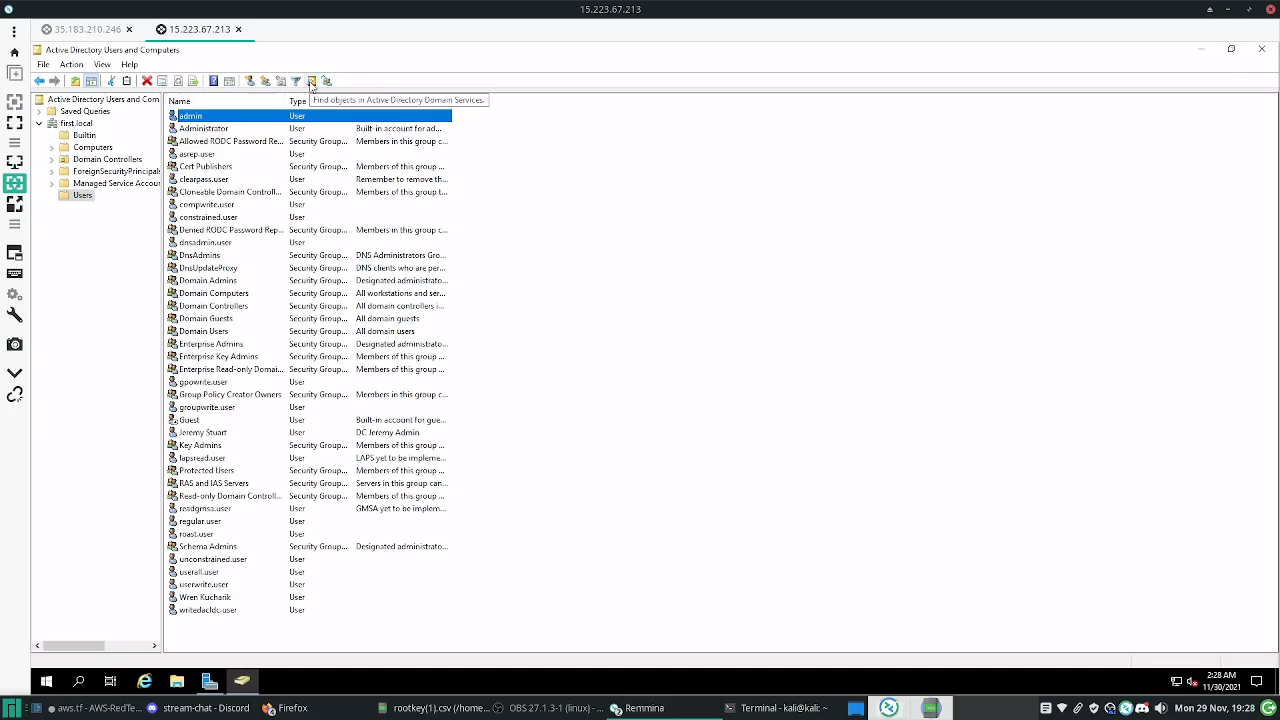 15.223.67.213
35.183.210.246
15.223.67.213
Active Directory Users and Computers
File Action View Help
Find objects in Active Directory Domain Services.
Active Directory Users and Com
Saved Queries
first.local
Builtin
Computers
Domain Controllers
ForeignSecurityPrincipals
Managed Service Accour
Users
Name Type
admin User
Administrator User Built-in account for ad...
Allowed RODC Password Re... Security Group... Members in this group c...
asrep.user User
Cert Publishers Security Group... Members of this group ...
clearpass.user User Remember to remove th...
Cloneable Domain Controll... Security Group... Members of this group t...
compwrite.user User
constrained.user User
Denied RODC Password Rep... Security Group... Members in this group c...
dnsadmin.user User
DnsAdmins Security Group... DNS Administrators Gro...
DnsUpdateProxy Security Group... DNS clients who are per...
Domain Admins Security Group... Designated administrato...
Domain Computers Security Group... All workstations and ser...
Domain Controllers Security Group... All domain controllers i...
Domain Guests Security Group... All domain guests
Domain Users Security Group... All domain users
Enterprise Admins Security Group... Designated administrato...
Enterprise Key Admins Security Group... Members of this group ...
Enterprise Read-only Domai... Security Group... Members of this group ...
gpowrite.user User
Group Policy Creator Owners Security Group... Members in this group c...
groupwrite.user User
Guest User Built-in account for gue...
Jeremy Stuart User DC Jeremy Admin
Key Admins Security Group... Members of this group ...
lapsread.user User LAPS yet to be impleme...
Protected Users Security Group... Members of this group ...
RAS and IAS Servers Security Group... Servers in this group can...
Read-only Domain Controll... Security Group... Members of this group ...
readgmsa.user User GMSA yet to be implem...
regular.user User
roast.user User
Schema Admins Security Group... Designated administrato...
unconstrained.user User
userall.user User
userwrite.user User
Wren Kucharik User
writedacldc.user User
2:28 AM
11/30/2021
aws.tf - AWS-RedTe... stream-chat - Discord Firefox rootkey(1).csv (/home... OBS 27.1.3-1 (linux) - ... Remmina Terminal - kali@kali: ~ Mon 29 Nov, 19:28